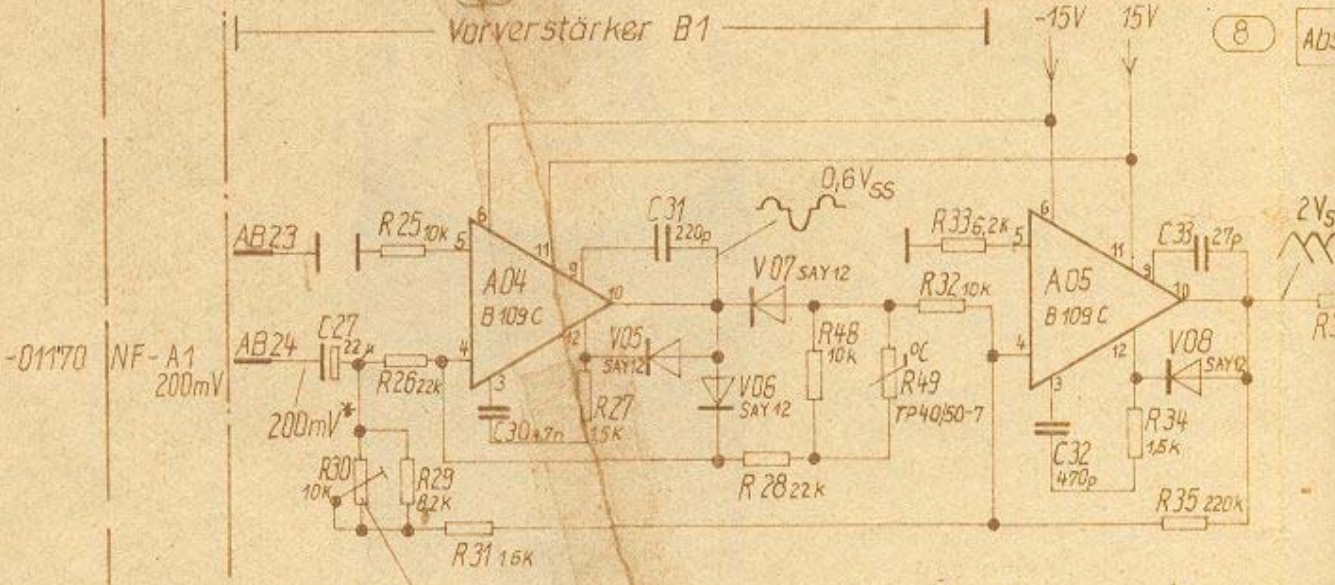 Vorverstärker B1
-15V 15V
8
Abs
0,6Vss
AB23
R25 10k
5
6
11
9
C31
220p
R33 6,2k
5
6
11
9
C33 27p
2Vs
A04
B109C
10
V07 SAY12
R32 10k
A05
B109C
10
-01170
NF-A1
200mV
AB24
C27
22µ
R26 22k
4
3
12
V05
SAY12
V06
SAY12
R48
10k
°C
R49
TP40/50-7
4
3
12
V08
SAY12
R
200mV*
C30 4,7n
R27
1,5K
R34
1,5k
C32
470p
R30
10K
R29
8,2K
R28 22K
R35 220k
R31 1,6K